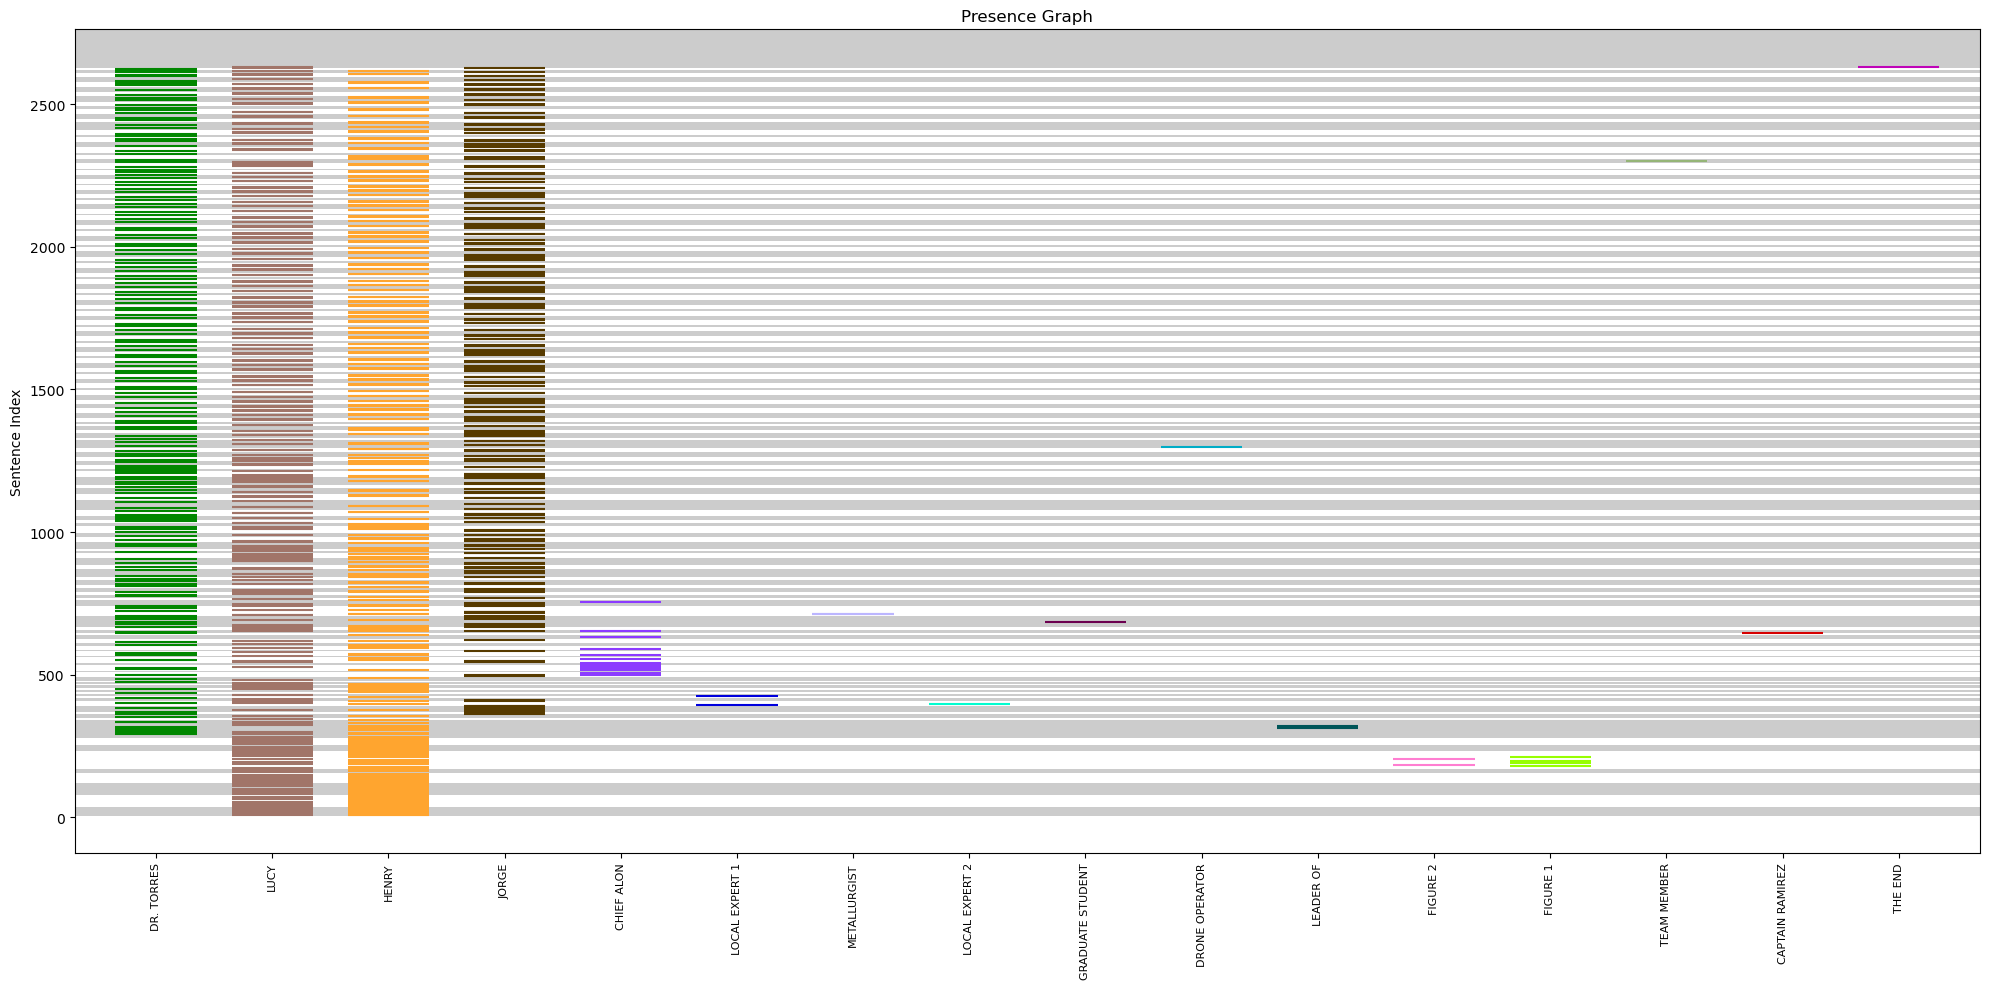 Presence Graph
Sentence Index
2500
2000
1500
1000
500
0
DR. TORRES
LUCY
HENRY
JORGE
CHIEF ALON
LOCAL EXPERT 1
METALLURGIST
LOCAL EXPERT 2
GRADUATE STUDENT
DRONE OPERATOR
LEADER OF
FIGURE 2
FIGURE 1
TEAM MEMBER
CAPTAIN RAMIREZ
THE END